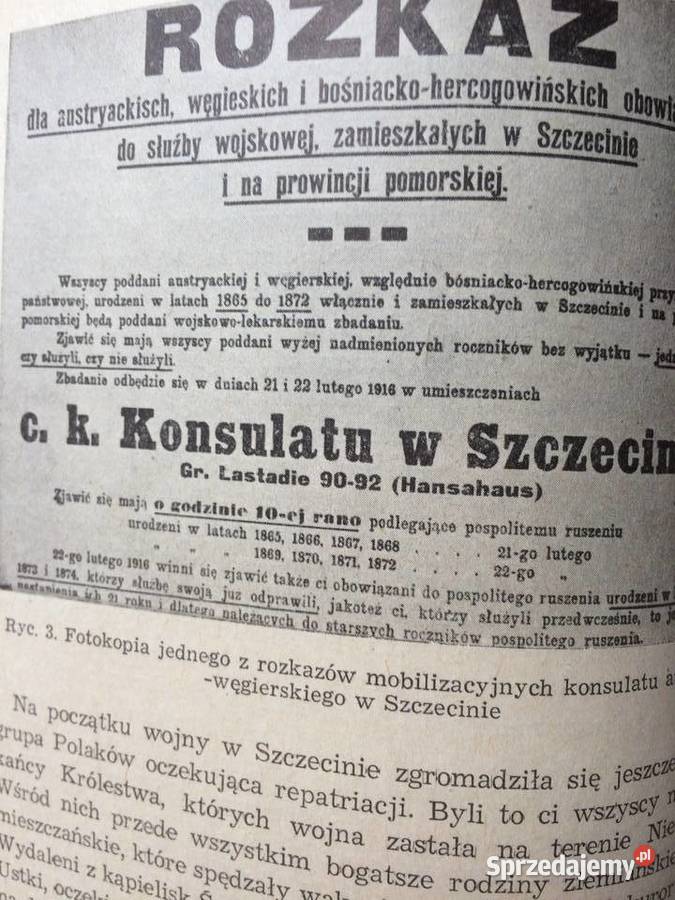 ROZKAZ
dla austryackisch, węgieskich i bośniacko-hercogowińskich obowią
do służby wojskowej, zamieszkałych w Szczecinie
i na prowincji pomorskiej.
Wszyscy poddani austryackiej i węgierskiej, względnie bośniacko-hercogowińskiej przy
państwowej, urodzeni w latach 1865 do 1872 włącznie i zamieszkałych w Szczecinie i na p
pomorskiej będą poddani wojskowo-lekarskiemu zbadaniu.
Zjawić się mają wszyscy poddani wyżej nadmienionych roczników bez wyjątku — jedn
czy służyli, czy nie służyli.
Zbadanie odbędzie się w dniach 21 i 22 lutego 1916 w umieszczeniach
c. k. Konsulatu w Szczecin
Gr. Lastadie 90-92 (Hansahaus)
Zjawić się mają o godzinie 10-ej rano podlegające pospolitemu ruszeniu
urodzeni w latach 1865, 1866, 1867, 1868 . . . . 21-go lutego
„ „ „ 1869, 1870, 1871, 1872 . . . . 22-go „
22-go lutego 1916 winni się zjawić także ci obowiązani do pospolitego ruszenia urodzeni w
1873 i 1874, którzy służbę swoją juz odprawili, jakoteż ci, którzy służyli przedwcześnie, to je
nastąnienia ich 21 roku i dlatego należących do starszych roczników pospolitego ruszenia.
Ryc. 3. Fotokopia jednego z rozkazów mobilizacyjnych konsulatu a
-węgierskiego w Szczecinie
Na początku wojny w Szczecinie zgromadziła się jeszcze
grupa Polaków oczekująca repatriacji. Byli to ci wszyscy
kańcy Królestwa, których wojna zastała na terenie Nie
Wśród nich przede wszystkim bogatsze rodziny ziemiańskie
mieszczańskie, które spędzały
Wydaleni z kąpielisk
Ustki,
Sprzedajemy.pl